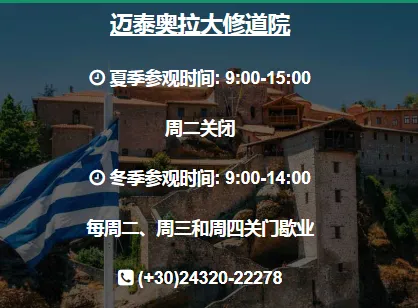 迈泰奥拉大修道院
夏季参观时间: 9:00-15:00
周二关闭
冬季参观时间: 9:00-14:00
每周二、周三和周四关门歇业
(+30)24320-22278